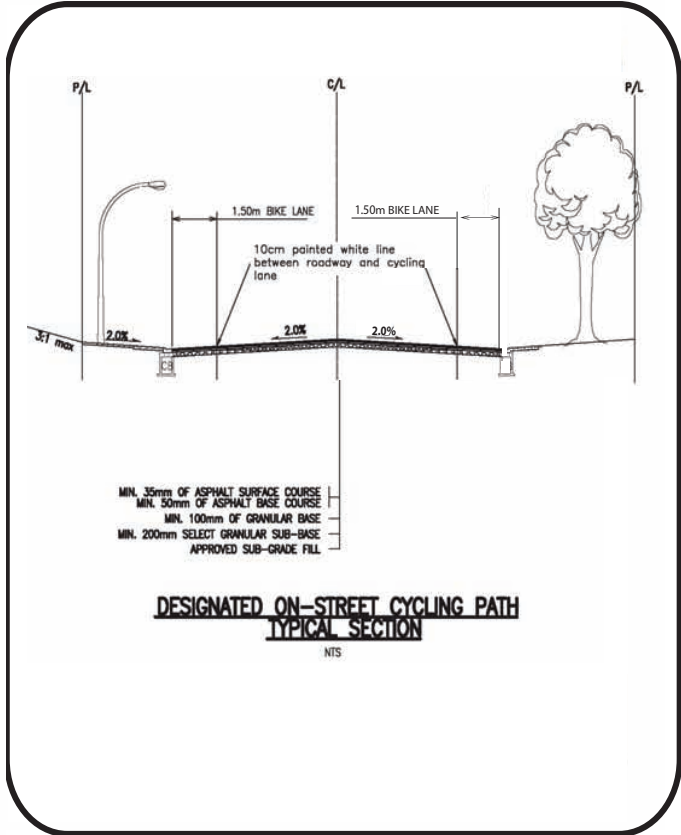 P/L
C/L
P/L
1.50m BIKE LANE
1.50m BIKE LANE
10cm painted white line
between roadway and cycling
lane
3:1 max
2.0%
2.0%
2.0%
CB
MIN. 35mm OF ASPHALT SURFACE COURSE
MIN. 50mm OF ASPHALT BASE COURSE
MIN. 100mm OF GRANULAR BASE
MIN. 200mm SELECT GRANULAR SUB-BASE
APPROVED SUB-GRADE FILL
DESIGNATED ON-STREET CYCLING PATH
TYPICAL SECTION
NTS